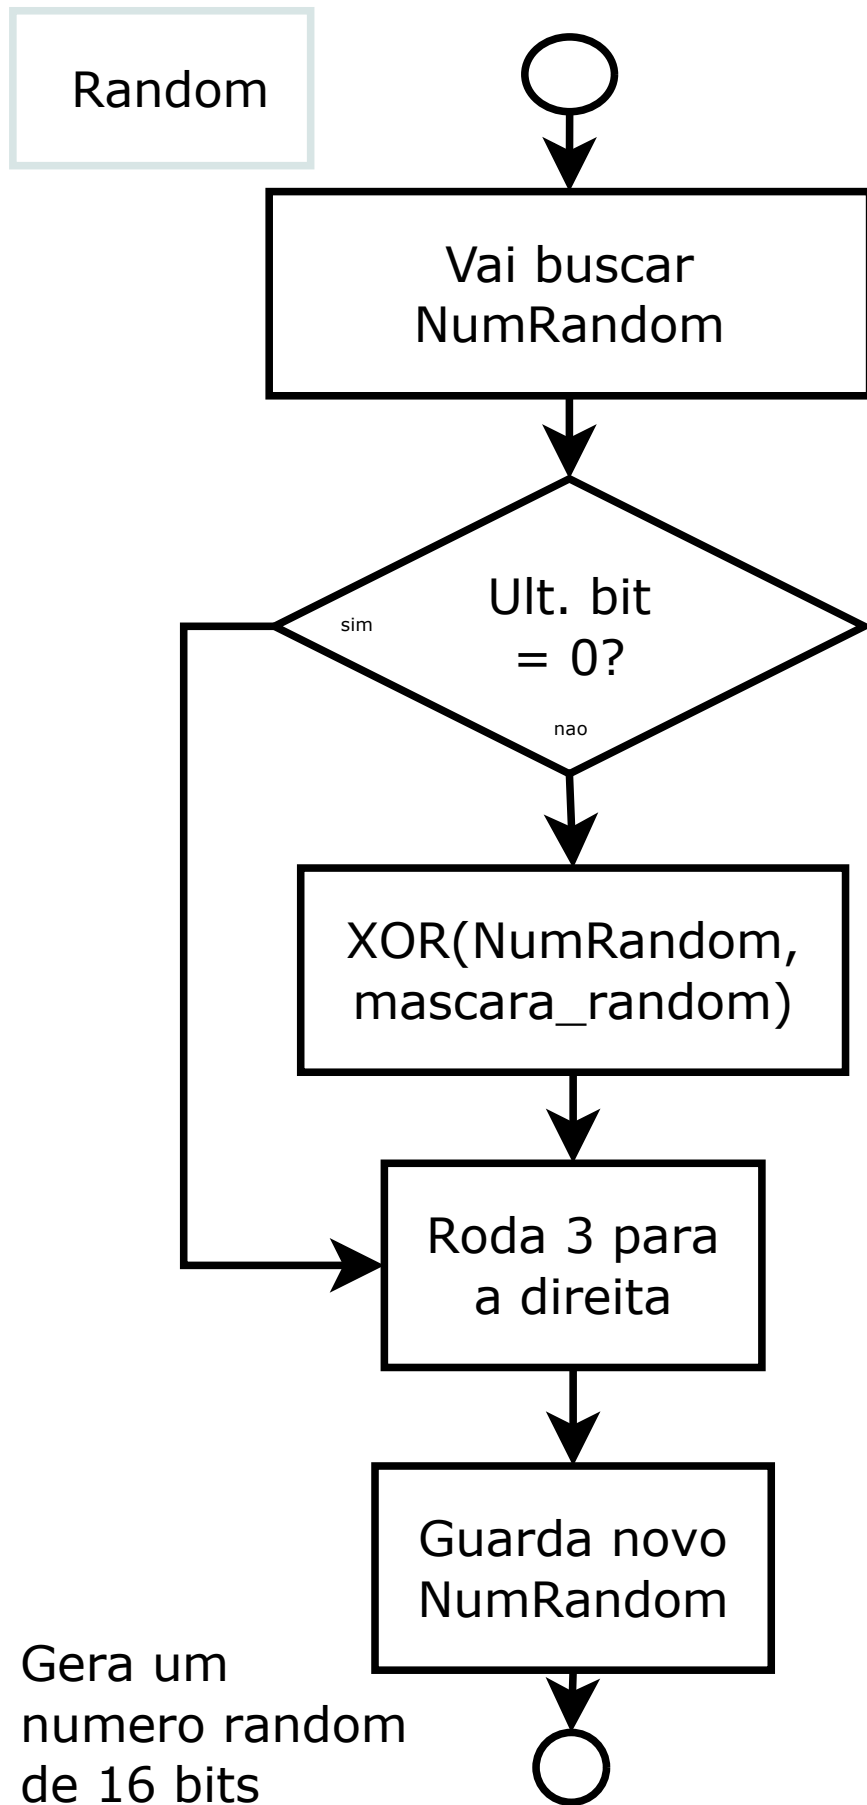 Random
Vai buscar
NumRandom
Ult. bit
= 0?
sim
nao
XOR(NumRandom,
mascara_random)
Roda 3 para
a direita
Guarda novo
NumRandom
Gera um
numero random
de 16 bits